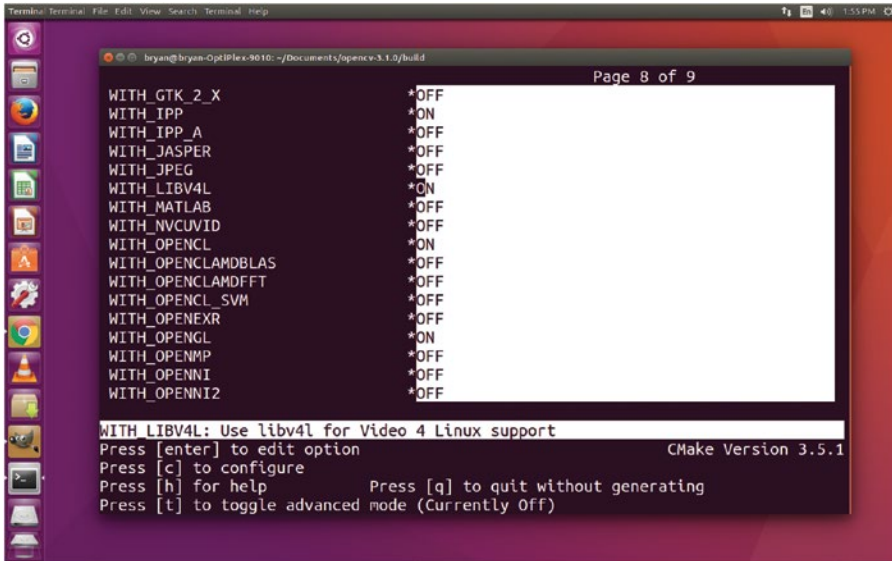 Terminal Terminal File Edit View Search Terminal Help
En 1:55 PM
bryan@bryan-OptiPlex-9010: ~/Documents/opencv-3.1.0/build
Page 8 of 9
WITH_GTK_2_X *OFF
WITH_IPP *ON
WITH_IPP_A *OFF
WITH_JASPER *OFF
WITH_JPEG *OFF
WITH_LIBV4L *ON
WITH_MATLAB *OFF
WITH_NVCUVID *OFF
WITH_OPENCL *ON
WITH_OPENCLAMDBLAS *OFF
WITH_OPENCLAMDFFT *OFF
WITH_OPENCL_SVM *OFF
WITH_OPENEXR *OFF
WITH_OPENGL *ON
WITH_OPENMP *OFF
WITH_OPENNI *OFF
WITH_OPENNI2 *OFF
WITH_LIBV4L: Use libv4l for Video 4 Linux support
Press [enter] to edit option CMake Version 3.5.1
Press [c] to configure
Press [h] for help Press [q] to quit without generating
Press [t] to toggle advanced mode (Currently Off)